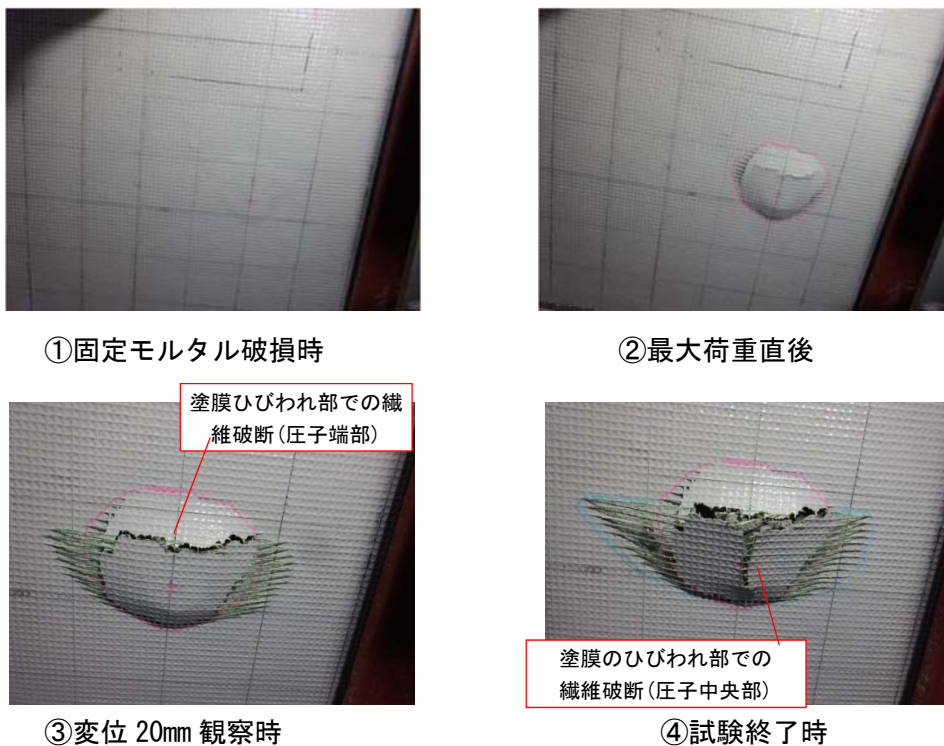 ①固定モルタル破損時
②最大荷重直後
塗膜ひびわれ部での繊
維破断(圧子端部)
③変位 20mm 観察時
塗膜のひびわれ部での
繊維破断(圧子中央部)
④試験終了時